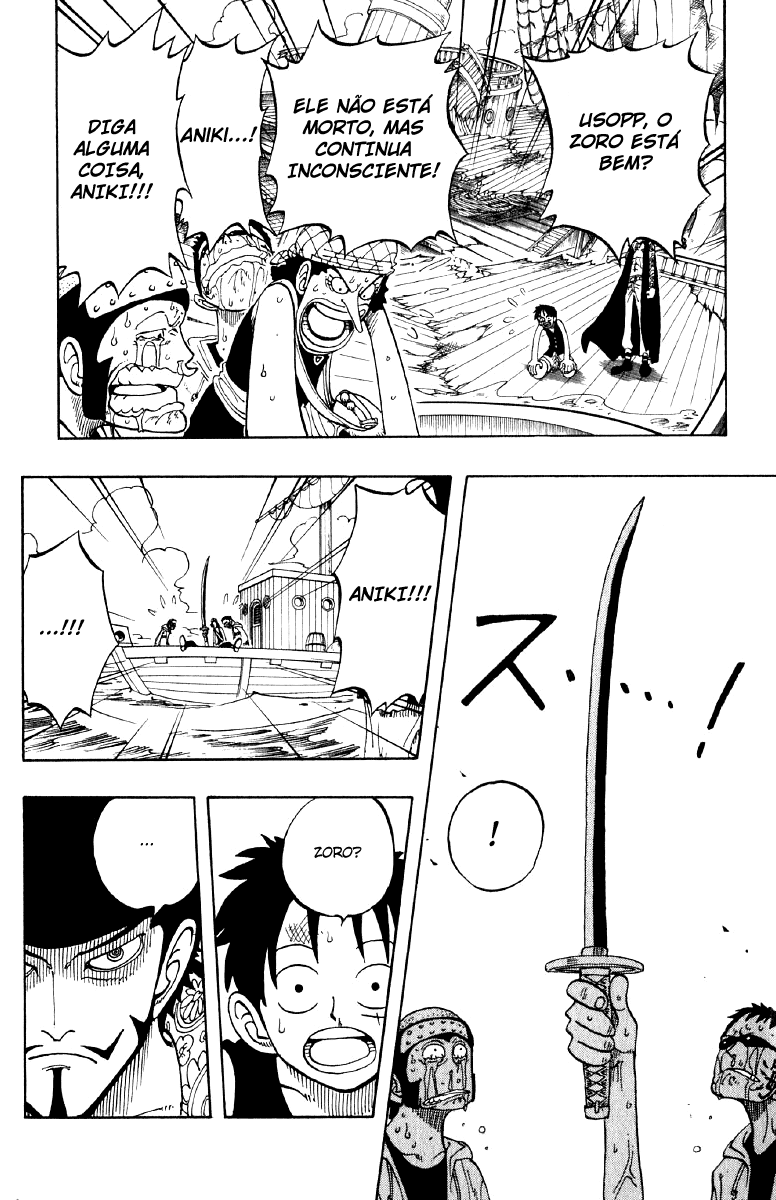 USOPP, O
ZORO ESTÁ
BEM?
ELE NÃO ESTÁ
MORTO, MAS
CONTINUA
INCONSCIENTE!
ANIKI...!
DIGA
ALGUMA
COISA,
ANIKI!!!
ANIKI!!!
...!!!
ス...!
!
ZORO?
...